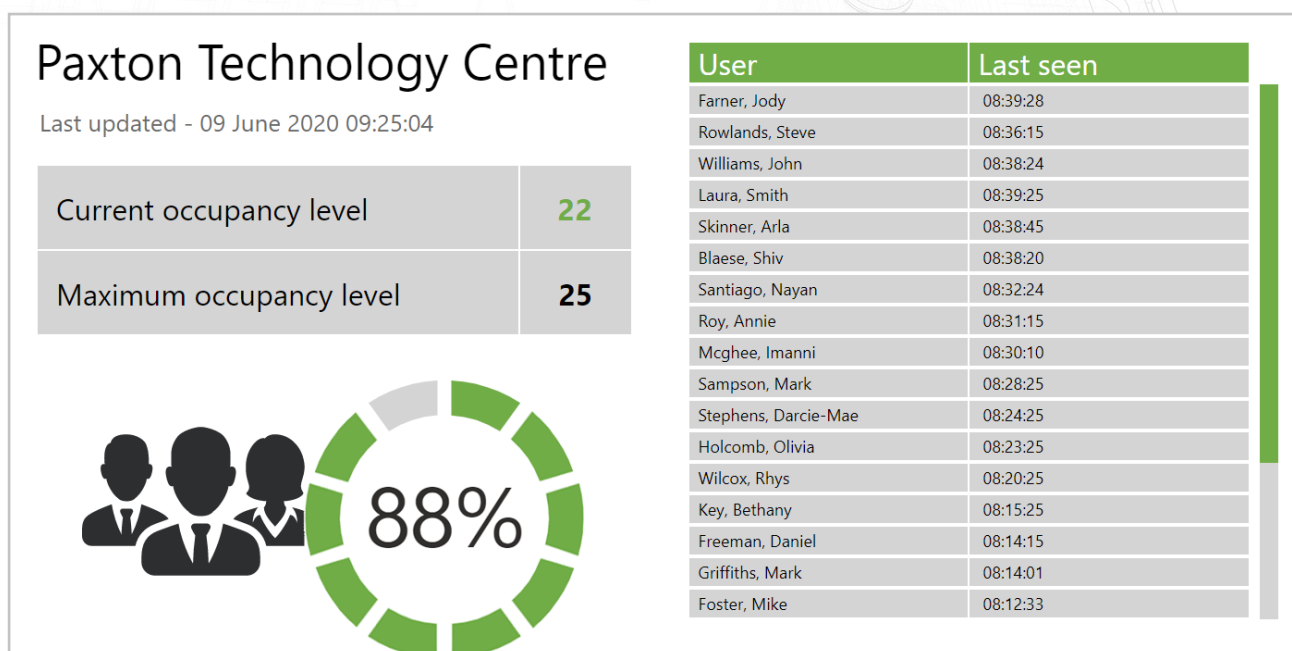 Paxton Technology Centre
Last updated - 09 June 2020 09:25:04
Current occupancy level 22
Maximum occupancy level 25
88%
User Last seen
Farner, Jody 08:39:28
Rowlands, Steve 08:36:15
Williams, John 08:38:24
Laura, Smith 08:39:25
Skinner, Arla 08:38:45
Blaese, Shiv 08:38:20
Santiago, Nayan 08:32:24
Roy, Annie 08:31:15
Mcghee, Imanni 08:30:10
Sampson, Mark 08:28:25
Stephens, Darcie-Mae 08:24:25
Holcomb, Olivia 08:23:25
Wilcox, Rhys 08:20:25
Key, Bethany 08:15:25
Freeman, Daniel 08:14:15
Griffiths, Mark 08:14:01
Foster, Mike 08:12:33